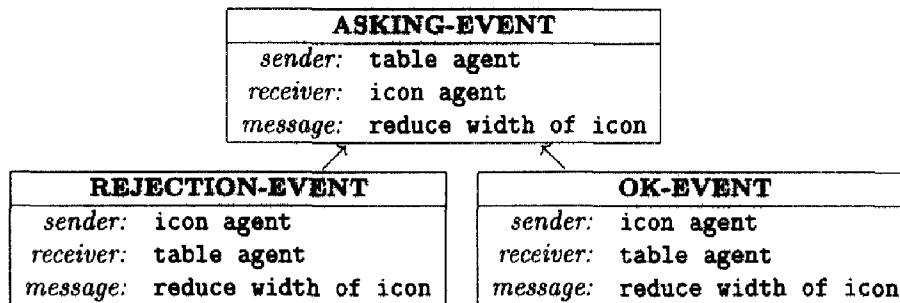 ASKING-EVENT
sender: table agent
receiver: icon agent
message: reduce width of icon
REJECTION-EVENT
sender: icon agent
receiver: table agent
message: reduce width of icon
OK-EVENT
sender: icon agent
receiver: table agent
message: reduce width of icon